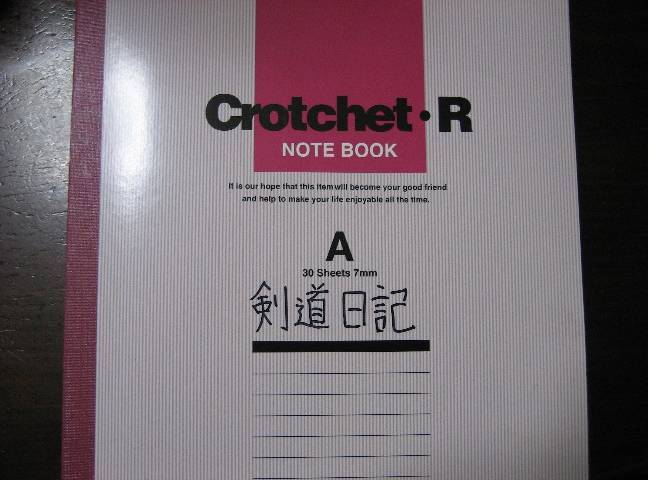 Crotchet・R
NOTE BOOK
It is our hope that this item will become your good friend
and help to make your life enjoyable all the time.
A
30 Sheets 7mm
剣道日記